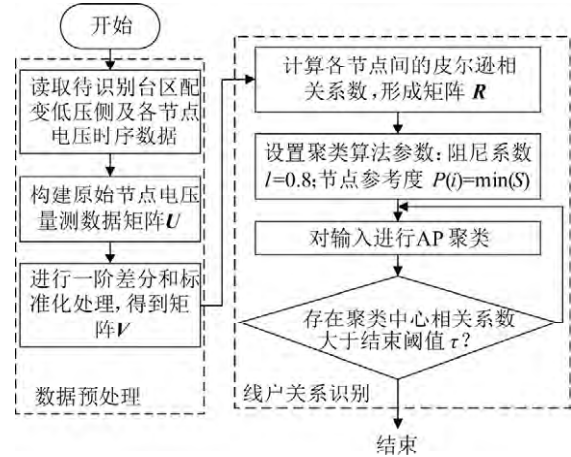 开始
读取待识别台区配
变低压侧及各节点
电压时序数据
构建原始节点电压
量测数据矩阵U
进行一阶差分和标
准化处理,得到矩
阵V
数据预处理
计算各节点间的皮尔逊相
关系数,形成矩阵 R
设置聚类算法参数:阻尼系数
l=0.8;节点参考度 P(i)=min(S)
对输入进行AP 聚类
存在聚类中心相关系数
大于结束阈值 τ?
线户关系识别
结束